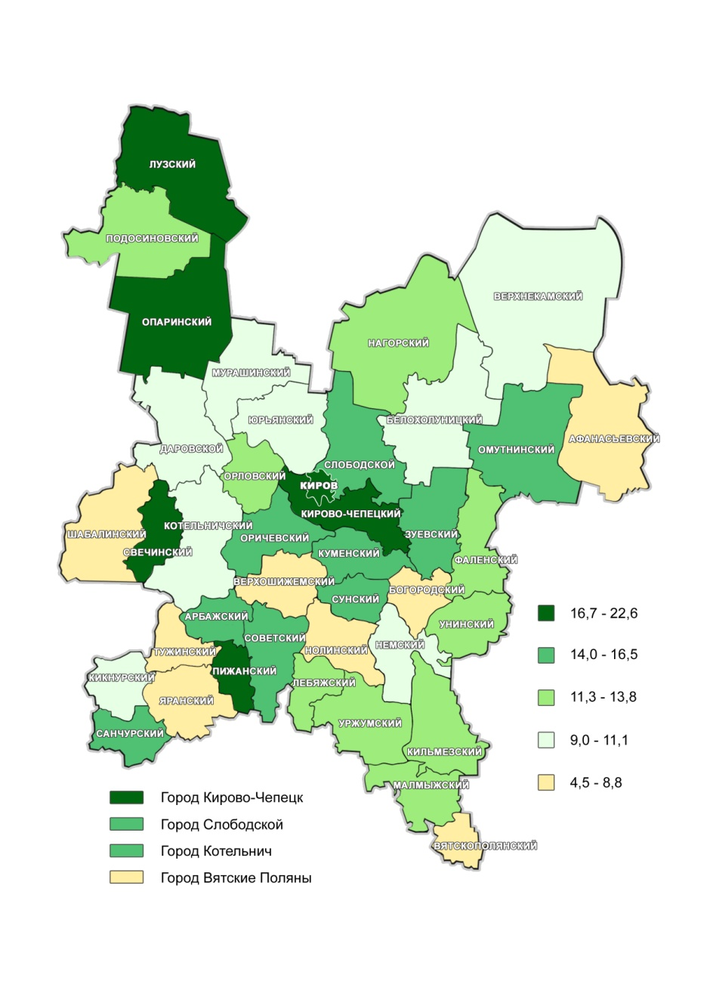 ЛУЗСКИЙ
ПОДОСИНОВСКИЙ
ВЕРХНЕКАМСКИЙ
ОПАРИНСКИЙ
НАГОРСКИЙ
МУРАШИНСКИЙ
ЮРЬЯНСКИЙ
БЕЛОХОЛУНИЦКИЙ
АФАНАСЬЕВСКИЙ
ДАРОВСКОЙ
ОМУТНИНСКИЙ
СЛОБОДСКОЙ
ОРЛОВСКИЙ
КИРОВ
КИРОВО-ЧЕПЕЦКИЙ
КОТЕЛЬНИЧСКИЙ
ШАБАЛИНСКИЙ
ОРИЧЕВСКИЙ
ЗУЕВСКИЙ
СВЕЧИНСКИЙ
КУМЕНСКИЙ
ФАЛЕНСКИЙ
ВЕРХОШИЖЕМСКИЙ
БОГОРОДСКИЙ
СУНСКИЙ
АРБАЖСКИЙ
УНИНСКИЙ
СОВЕТСКИЙ
НЕМСКИЙ
ТУЖИНСКИЙ
НОЛИНСКИЙ
ПИЖАНСКИЙ
КИКНУРСКИЙ
ЛЕБЯЖСКИЙ
ЯРАНСКИЙ
УРЖУМСКИЙ
САНЧУРСКИЙ
КИЛЬМЕЗСКИЙ
МАЛМЫЖСКИЙ
ВЯТСКОПОЛЯНСКИЙ
16,7 - 22,6
14,0 - 16,5
11,3 - 13,8
9,0 - 11,1
4,5 - 8,8
Город Кирово-Чепецк
Город Слободской
Город Котельнич
Город Вятские Поляны